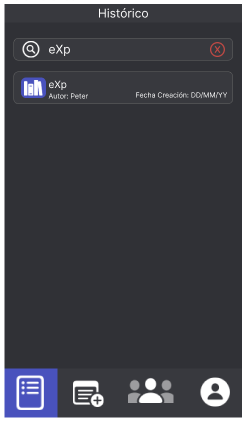 Histórico
eXp
eXp
Autor: Peter
Fecha Creación: DD/MM/YY